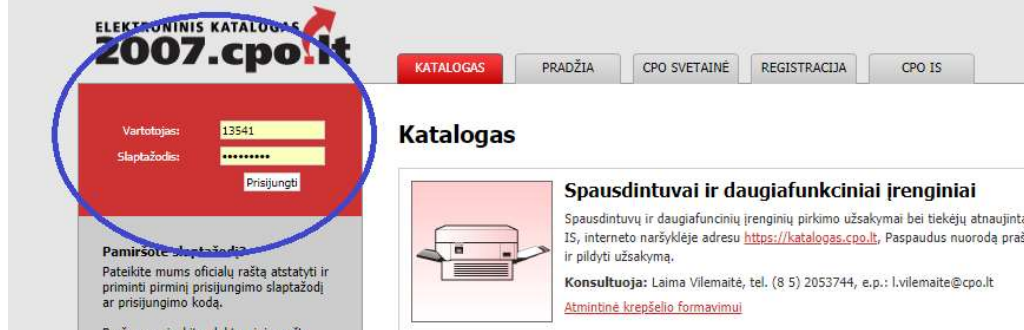 ELEKTRONINIS KATALOGAS
2007.cpo.lt
KATALOGAS
PRADŽIA
CPO SVETAINĖ
REGISTRACIJA
CPO IS
Vartotojas: 13541
Slaptažodis: •••••••••
Prisijungti
Pamiršote slaptažodį?
Pateikite mums oficialų raštą atstatyti ir
priminti pirminį prisijungimo slaptažodį
ar prisijungimo kodą.
Katalogas
Spausdintuvai ir daugiafunkciniai įrenginiai
Spausdintuvų ir daugiafuncinių įrenginių pirkimo užsakymai bei tiekėjų atnaujinta
IS, interneto naršyklėje adresu https://katalogas.cpo.lt, Paspaudus nuorodą praš
ir pildyti užsakymą.
Konsultuoja: Laima Vilemaitė, tel. (8 5) 2053744, e.p.: l.vilemaite@cpo.lt
Atmintinė krepšelio formavimui